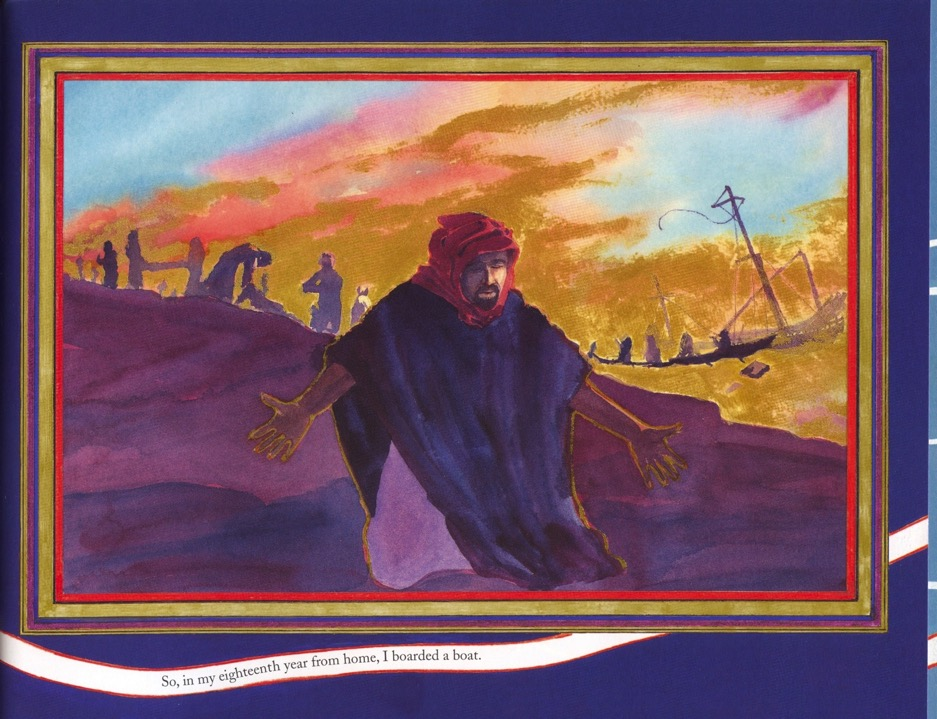 So, in my eighteenth year from home, I boarded a boat.